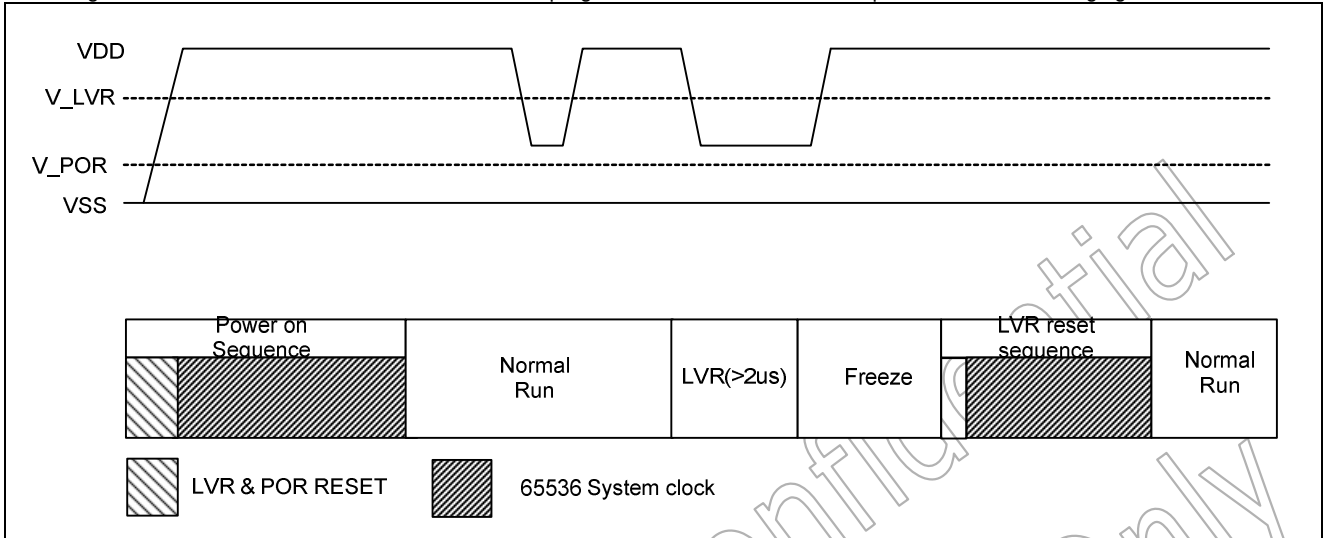 VDD
V_LVR
V_POR
VSS
Power on
Sequence
Normal
Run
LVR(>2us)
Freeze
LVR reset
sequence
Normal
Run
LVR & POR RESET
65536 System clock